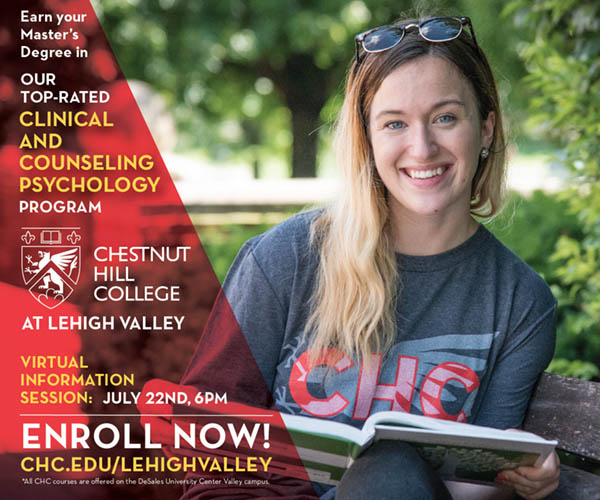 Earn your
Master's
Degree in
OUR
TOP-RATED
CLINICAL
AND
COUNSELING
PSYCHOLOGY
PROGRAM
CHESTNUT
HILL
COLLEGE
AT LEHIGH VALLEY
VIRTUAL
INFORMATION
SESSION: JULY 22ND, 6PM
ENROLL NOW!
CHC.EDU/LEHIGHVALLEY
*All CHC courses are offered on the DeSales University Center Valley campus.
CHC